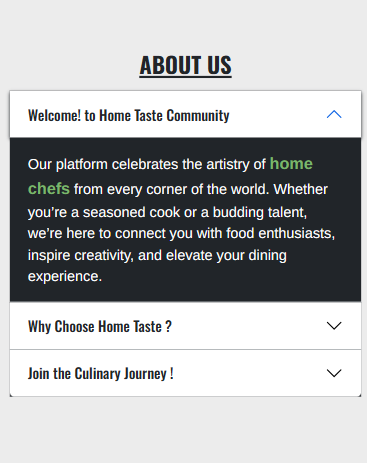 ABOUT US
Welcome! to Home Taste Community
Our platform celebrates the artistry of home
chefs from every corner of the world. Whether
you’re a seasoned cook or a budding talent,
we’re here to connect you with food enthusiasts,
inspire creativity, and elevate your dining
experience.
Why Choose Home Taste ?
Join the Culinary Journey !